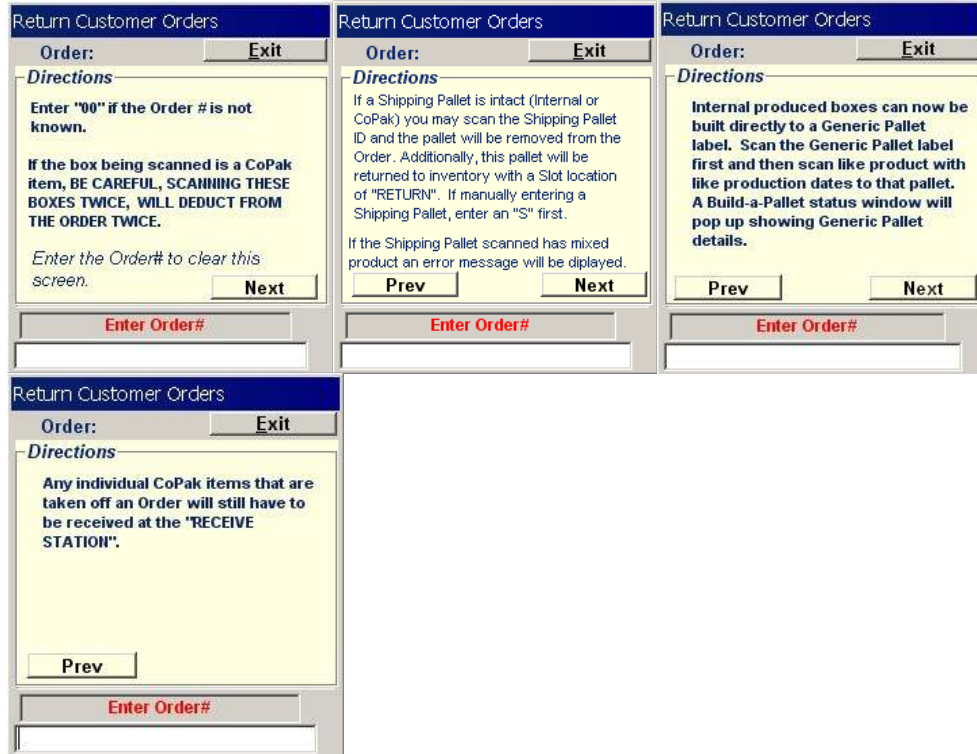 Return Customer Orders
Order:
Exit
Directions
Enter "00" if the Order # is not
known.
If the box being scanned is a CoPak
item, BE CAREFUL, SCANNING THESE
BOXES TWICE, WILL DEDUCT FROM
THE ORDER TWICE.
Enter the Order# to clear this
screen.
Next
Enter Order#
Return Customer Orders
Order:
Exit
Directions
If a Shipping Pallet is intact (Internal or
CoPak) you may scan the Shipping Pallet
ID and the pallet will be removed from the
Order. Additionally, this pallet will be
returned to inventory with a Slot location
of "RETURN". If manually entering a
Shipping Pallet, enter an "S" first.
If the Shipping Pallet scanned has mixed
product an error message will be diplayed.
Prev
Next
Enter Order#
Return Customer Orders
Order:
Exit
Directions
Internal produced boxes can now be
built directly to a Generic Pallet
label. Scan the Generic Pallet label
first and then scan like product with
like production dates to that pallet.
A Build-a-Pallet status window will
pop up showing Generic Pallet
details.
Prev
Next
Enter Order#
Return Customer Orders
Order:
Exit
Directions
Any individual CoPak items that are
taken off an Order will still have to
be received at the "RECEIVE
STATION".
Prev
Enter Order#